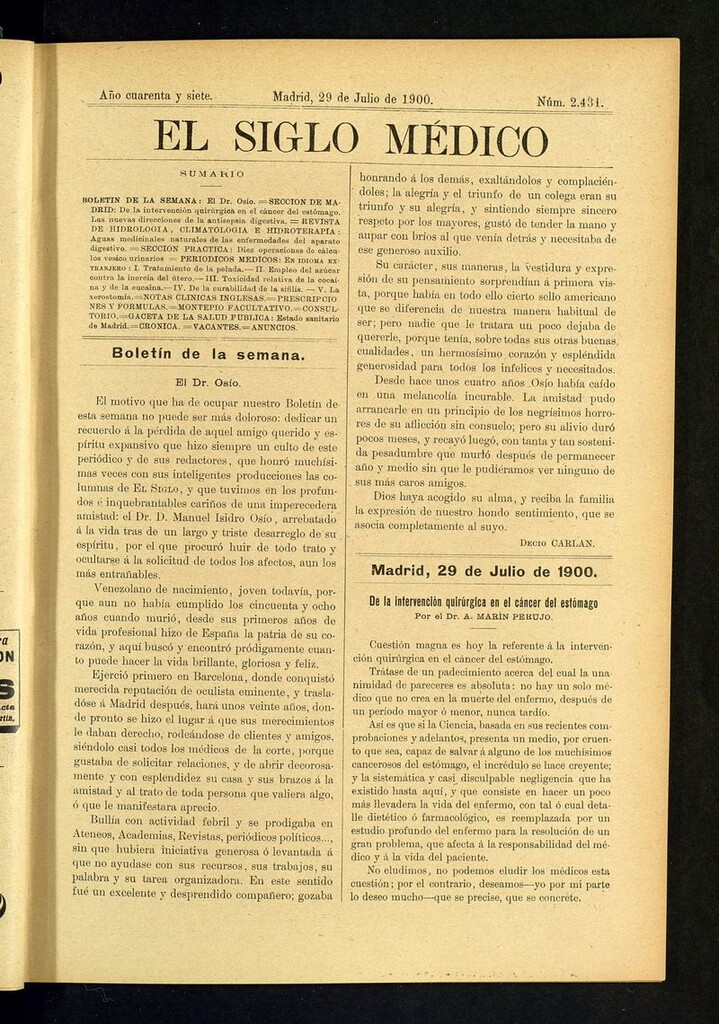 Año cuarenta y siete.
Madrid, 29 de Julio de 1900.
Núm. 2.431.
EL SIGLO MÉDICO
SUMARIO
BOLETIN DE LA SEMANA: El Dr. Osío.=SECCION DE MA-
DRID: De la intervención quirúrgica en el cáncer del estómago.
Las nuevas direcciones de la antisepsia digestiva.=REVISTA
DE HIDROLOGIA, CLIMATOLOGIA E HIDROTERAPIA:
Aguas medicinales naturales de las enfermedades del aparato
digestivo.=SECCION PRACTICA: Diez operaciones de cálcu-
los vesico urinarios=PERIODICOS MEDICOS: EN IDIOMA EX-
TRANJERO: I. Tratamiento de la pelada.—II. Empleo del azúcar
contra la inercia del útero.—III. Toxicidad relativa de la cocaí-
na y de la eucaina.—IV. De la curabilidad de la sífilis.—V. La
xerostomía.=NOTAS CLINICAS INGLESAS.=PRESCRIPCIO
NES Y FORMULAS.=MONTEPIO FACULTATIVO.=CONSUL-
TORIO.=GACETA DE LA SALUD PUBLICA: Estado sanitario
de Madrid.=CRONICA.=VACANTES.=ANUNCIOS.
Boletín de la semana.
El Dr. Osío.
El motivo que ha de ocupar nuestro Boletín de
esta semana no puede ser más doloroso: dedicar un
recuerdo á la pérdida de aquel amigo querido y es-
píritu expansivo que hizo siempre un culto de este
periódico y de sus redactores, que honró muchísi-
mas veces con sus inteligentes producciones las co-
lumnas de EL SIGLO, y que tuvimos en los profun-
dos é inquebrantables cariños de una imperecedera
amistad: el Dr. D. Manuel Isidro Osío, arrebatado
á la vida tras de un largo y triste desarreglo de su
espíritu, por el que procuró huir de todo trato y
ocultarse á la solicitud de todos los afectos, aun los
más entrañables.
Venezolano de nacimiento, joven todavía, por-
que aun no había cumplido los cincuenta y ocho
años cuando murió, desde sus primeros años de
vida profesional hizo de España la patria de su co-
razón, y aquí buscó y encontró pródigamente cuan-
to puede hacer la vida brillante, gloriosa y feliz.
Ejerció primero en Barcelona, donde conquistó
merecida reputación de oculista eminente, y trasla-
dóse á Madrid después, hará unos veinte años, don-
de pronto se hizo el lugar á que sus merecimientos
le daban derecho, rodeándose de clientes y amigos,
siéndolo casi todos los médicos de la corte, porque
gustaba de solicitar relaciones, y de abrir decorosa-
mente y con esplendidez su casa y sus brazos á la
amistad y al trato de toda persona que valiera algo,
ó que le manifestara aprecio.
Bullía con actividad febril y se prodigaba en
Ateneos, Academias, Revistas, periódicos políticos...,
sin que hubiera iniciativa generosa ó levantada á
que no ayudase con sus recursos, sus trabajos, su
palabra y su tarea organizadora. En este sentido
fué un excelente y desprendido compañero; gozaba
honrando á los demás, exaltándolos y complacién-
doles; la alegría y el triunfo de un colega eran su
triunfo y su alegría, y sintiendo siempre sincero
respeto por los mayores, gustó de tender la mano y
aupar con bríos al que venía detrás y necesitaba de
ese generoso auxilio.
Su carácter, sus maneras, la vestidura y expre-
sión de su pensamiento sorprendían á primera vis-
ta, porque había en todo ello cierto sello americano
que se diferencia de nuestra manera habitual de
ser; pero nadie que le tratara un poco dejaba de
quererle, porque tenía, sobre todas sus otras buenas
cualidades, un hermosísimo corazón y espléndida
generosidad para todos los infelices y necesitados.
Desde hace unos cuatro años Osío había caído
en una melancolía incurable. La amistad pudo
arrancarle en un principio de los negrísimos horro-
res de su aflicción sin consuelo; pero su alivio duró
pocos meses, y recayó luegó, con tanta y tan sosteni-
da pesadumbre que murió después de permanecer
año y medio sin que le pudiéramos ver ninguno de
sus más caros amigos.
Dios haya acogido su alma, y reciba la familia
la expresión de nuestro hondo sentimiento, que se
asocia completamente al suyo.
DECIO CARLAN.
Madrid, 29 de Julio de 1900.
De la intervención quirúrgica en el cáncer del estómago
Por el Dr. A. MARÍN PERUJO.
Cuestión magna es hoy la referente á la interven-
ción quirúrgica en el cáncer del estómago.
Trátase de un padecimiento acerca del cual la una-
nimidad de pareceres es absoluta: no hay un solo mé-
dico que no crea en la muerte del enfermo, después de
un período mayor ó menor, nunca tardío.
Así es que si la Ciencia, basada en sus recientes com-
probaciones y adelantos, presenta un medio, por cruen-
to que sea, capaz de salvar á alguno de los muchísimos
cancerosos del estómago, el incrédulo se hace creyente;
y la sistemática y casi disculpable negligencia que ha
existido hasta aquí, y que consiste en hacer un poco
más llevadera la vida del enfermo, con tal ó cual deta-
lle dietético ó farmacológico, es reemplazada por un
estudio profundo del enfermo para la resolución de un
gran problema, que afecta á la responsabilidad del mé-
dico y á la vida del paciente.
No eludimos, no podemos eludir los médicos esta
cuestión; por el contrario, deseamos—yo por mi parte
lo deseo mucho—que se precise, que se concrete.